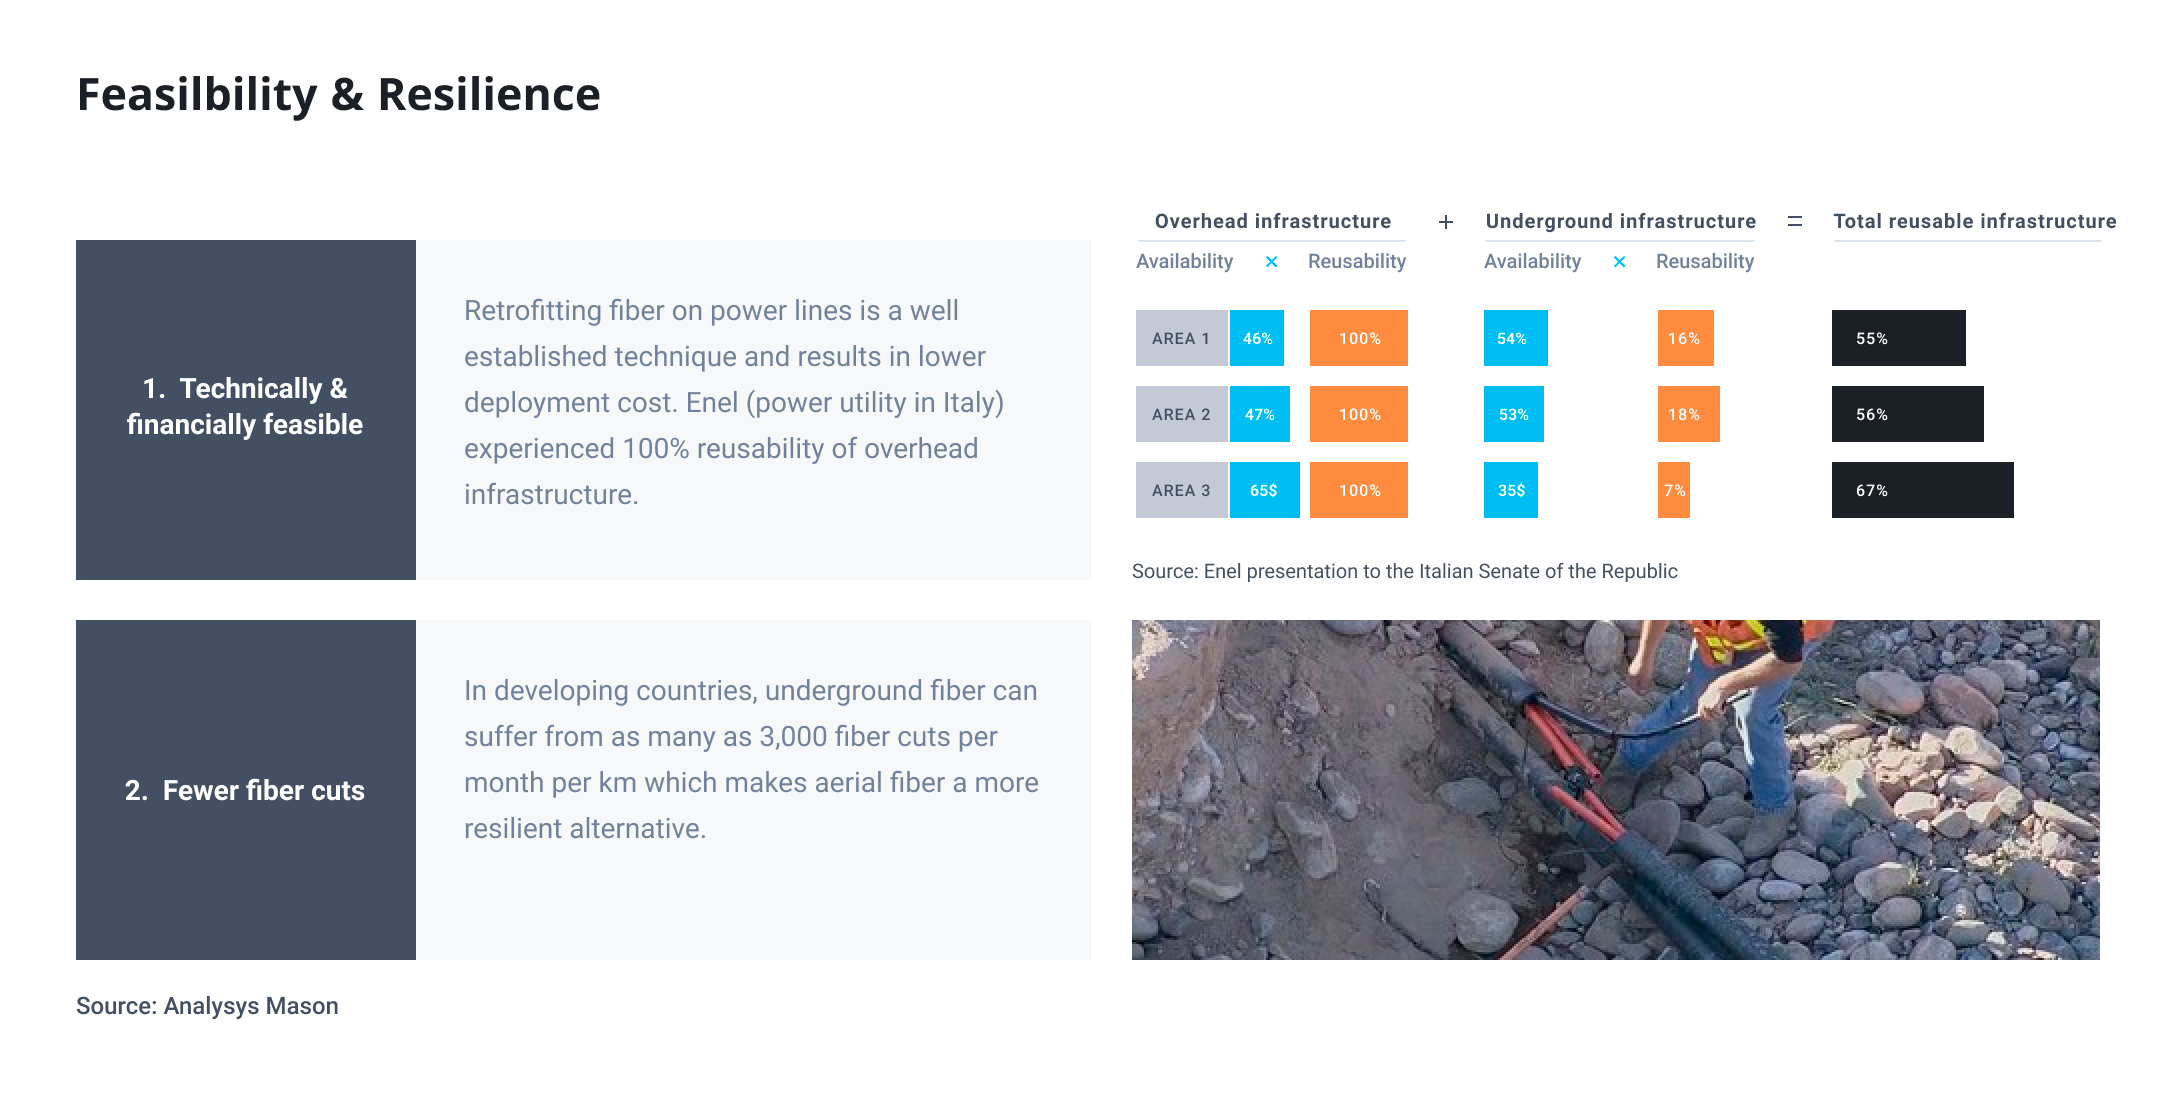 Feasilbility & Resilience
1. Technically &
financially feasible
Retrofitting fiber on power lines is a well
established technique and results in lower
deployment cost. Enel (power utility in Italy)
experienced 100% reusability of overhead
infrastructure.
Overhead infrastructure + Underground infrastructure = Total reusable infrastructure
Availability × Reusability Availability × Reusability
AREA 1 46% 100% 54% 16% 55%
AREA 2 47% 100% 53% 18% 56%
AREA 3 65$ 100% 35$ 7% 67%
Source: Enel presentation to the Italian Senate of the Republic
2. Fewer fiber cuts
In developing countries, underground fiber can
suffer from as many as 3,000 fiber cuts per
month per km which makes aerial fiber a more
resilient alternative.
Source: Analysys Mason